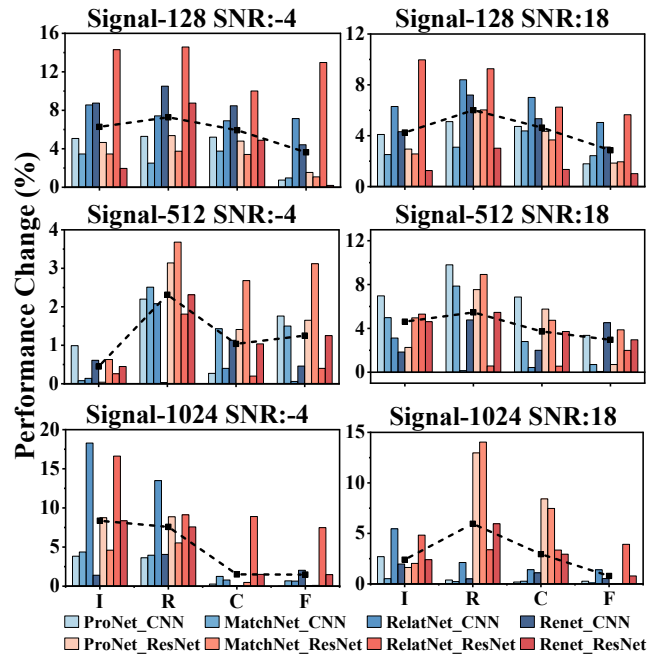 Signal-128 SNR:-4
Signal-128 SNR:18
16
12
8
4
0
12
8
4
0
Signal-512 SNR:-4
Signal-512 SNR:18
4
3
2
1
0
12
8
4
0
Signal-1024 SNR:-4
Signal-1024 SNR:18
20
15
10
5
0
15
10
5
0
Performance Change (%)
I R C F
I R C F
ProNet_CNN MatchNet_CNN RelatNet_CNN Renet_CNN
ProNet_ResNet MatchNet_ResNet RelatNet_ResNet Renet_ResNet